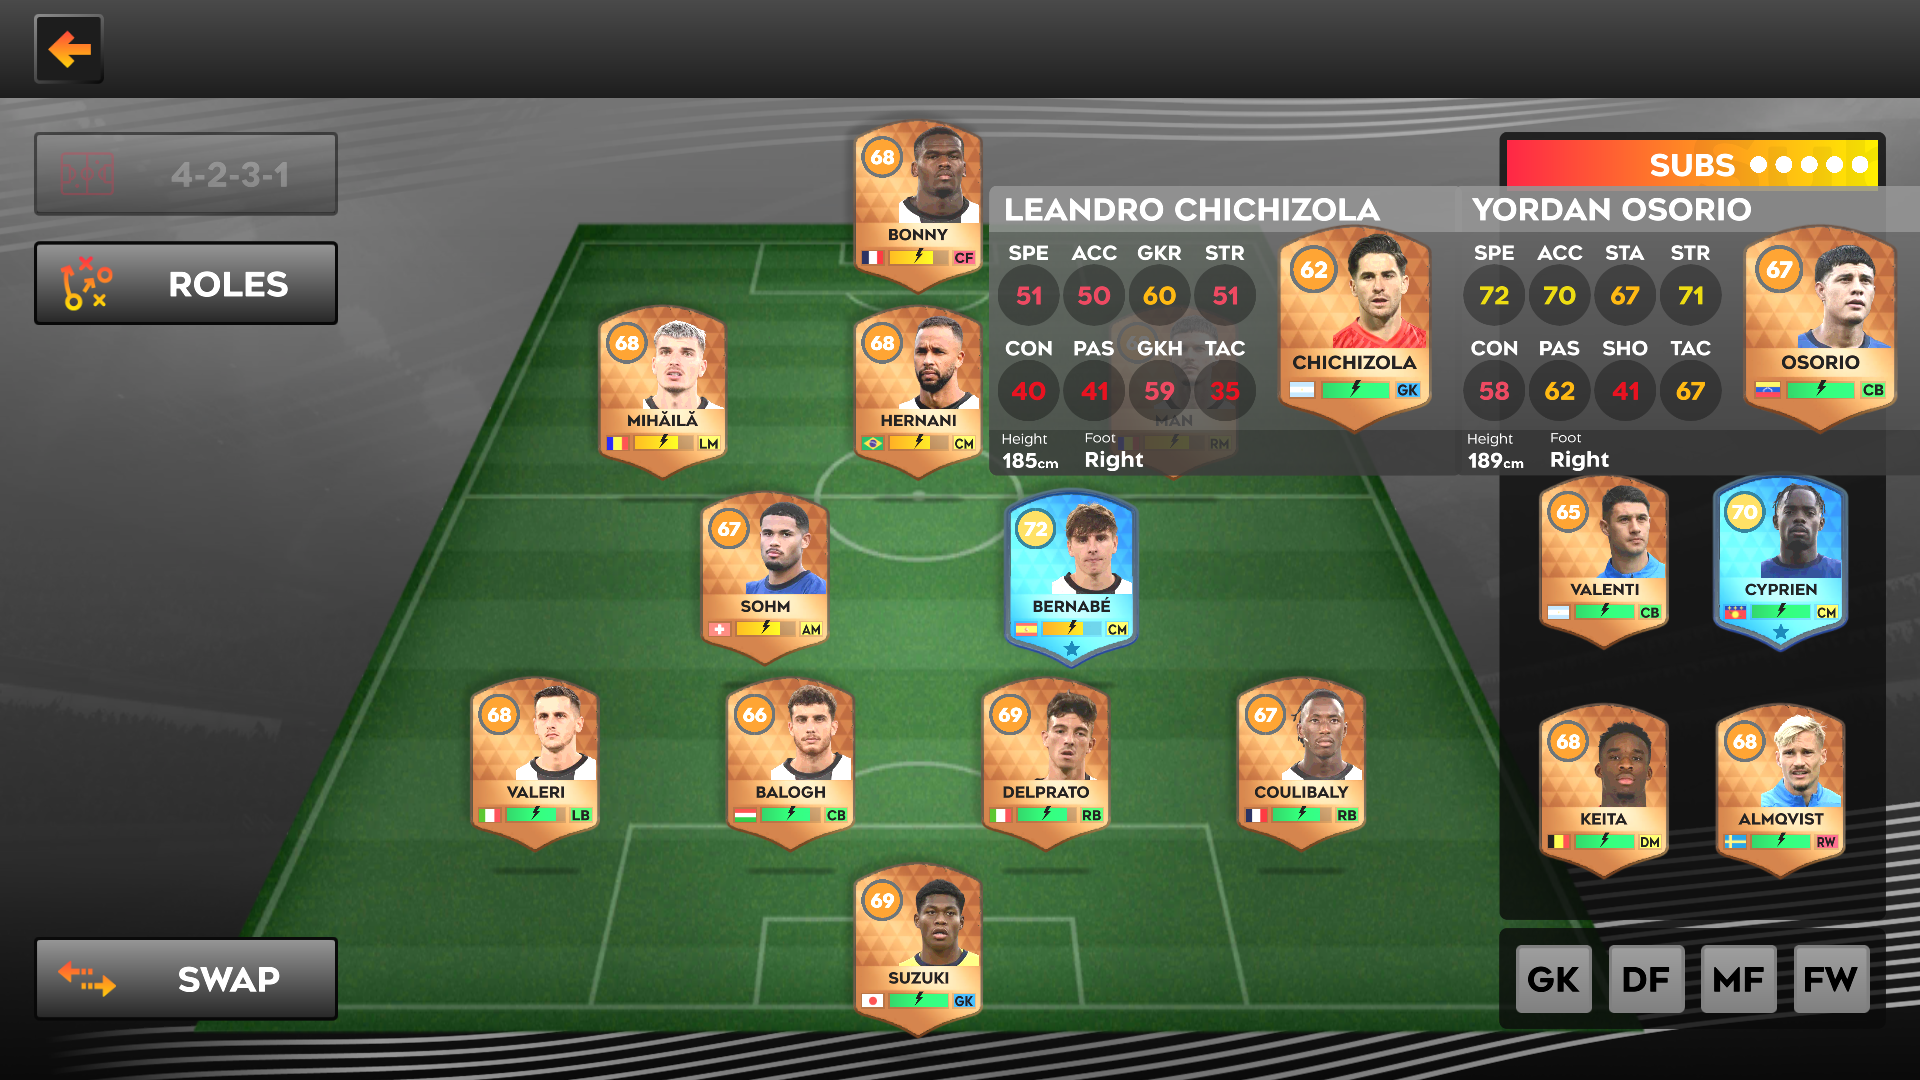 4-2-3-1
ROLES
SWAP
68
BONNY
CF
68
MIHĂILĂ
LM
68
HERNANI
CM
MAN
RM
67
SOHM
AM
72
BERNABÉ
CM
68
VALERI
LB
66
BALOGH
CB
69
DELPRATO
RB
67
COULIBALY
RB
69
SUZUKI
GK
SUBS
LEANDRO CHICHIZOLA
SPE ACC GKR STR
51 50 60 51
CON PAS GKH TAC
40 41 59 35
Height Foot
185cm Right
62
CHICHIZOLA
GK
YORDAN OSORIO
SPE ACC STA STR
72 70 67 71
CON PAS SHO TAC
58 62 41 67
Height Foot
189cm Right
67
OSORIO
CB
65
VALENTI
CB
70
CYPRIEN
CM
68
KEITA
DM
68
ALMQVIST
RW
GK DF MF FW